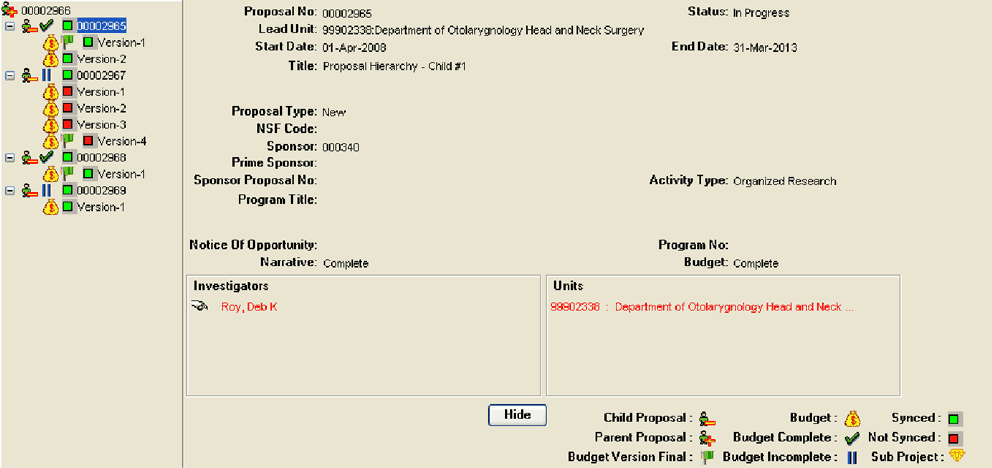 00002966
00002965
Version-1
Version-2
00002967
Version-1
Version-2
Version-3
Version-4
00002968
Version-1
00002969
Version-1
Proposal No: 00002965 Status: In Progress
Lead Unit: 99902338:Department of Otolarygnology Head and Neck Surgery
Start Date: 01-Apr-2008 End Date: 31-Mar-2013
Title: Proposal Hierarchy - Child #1
Proposal Type: New
NSF Code:
Sponsor: 000340
Prime Sponsor:
Sponsor Proposal No: Activity Type: Organized Research
Program Title:
Notice Of Opportunity: Program No:
Narrative: Complete Budget: Complete
Investigators
Roy, Deb K
Units
99902338 : Department of Otolarygnology Head and Neck ...
Hide
Child Proposal : Budget : Synced :
Parent Proposal : Budget Complete : Not Synced :
Budget Version Final : Budget Incomplete : Sub Project :